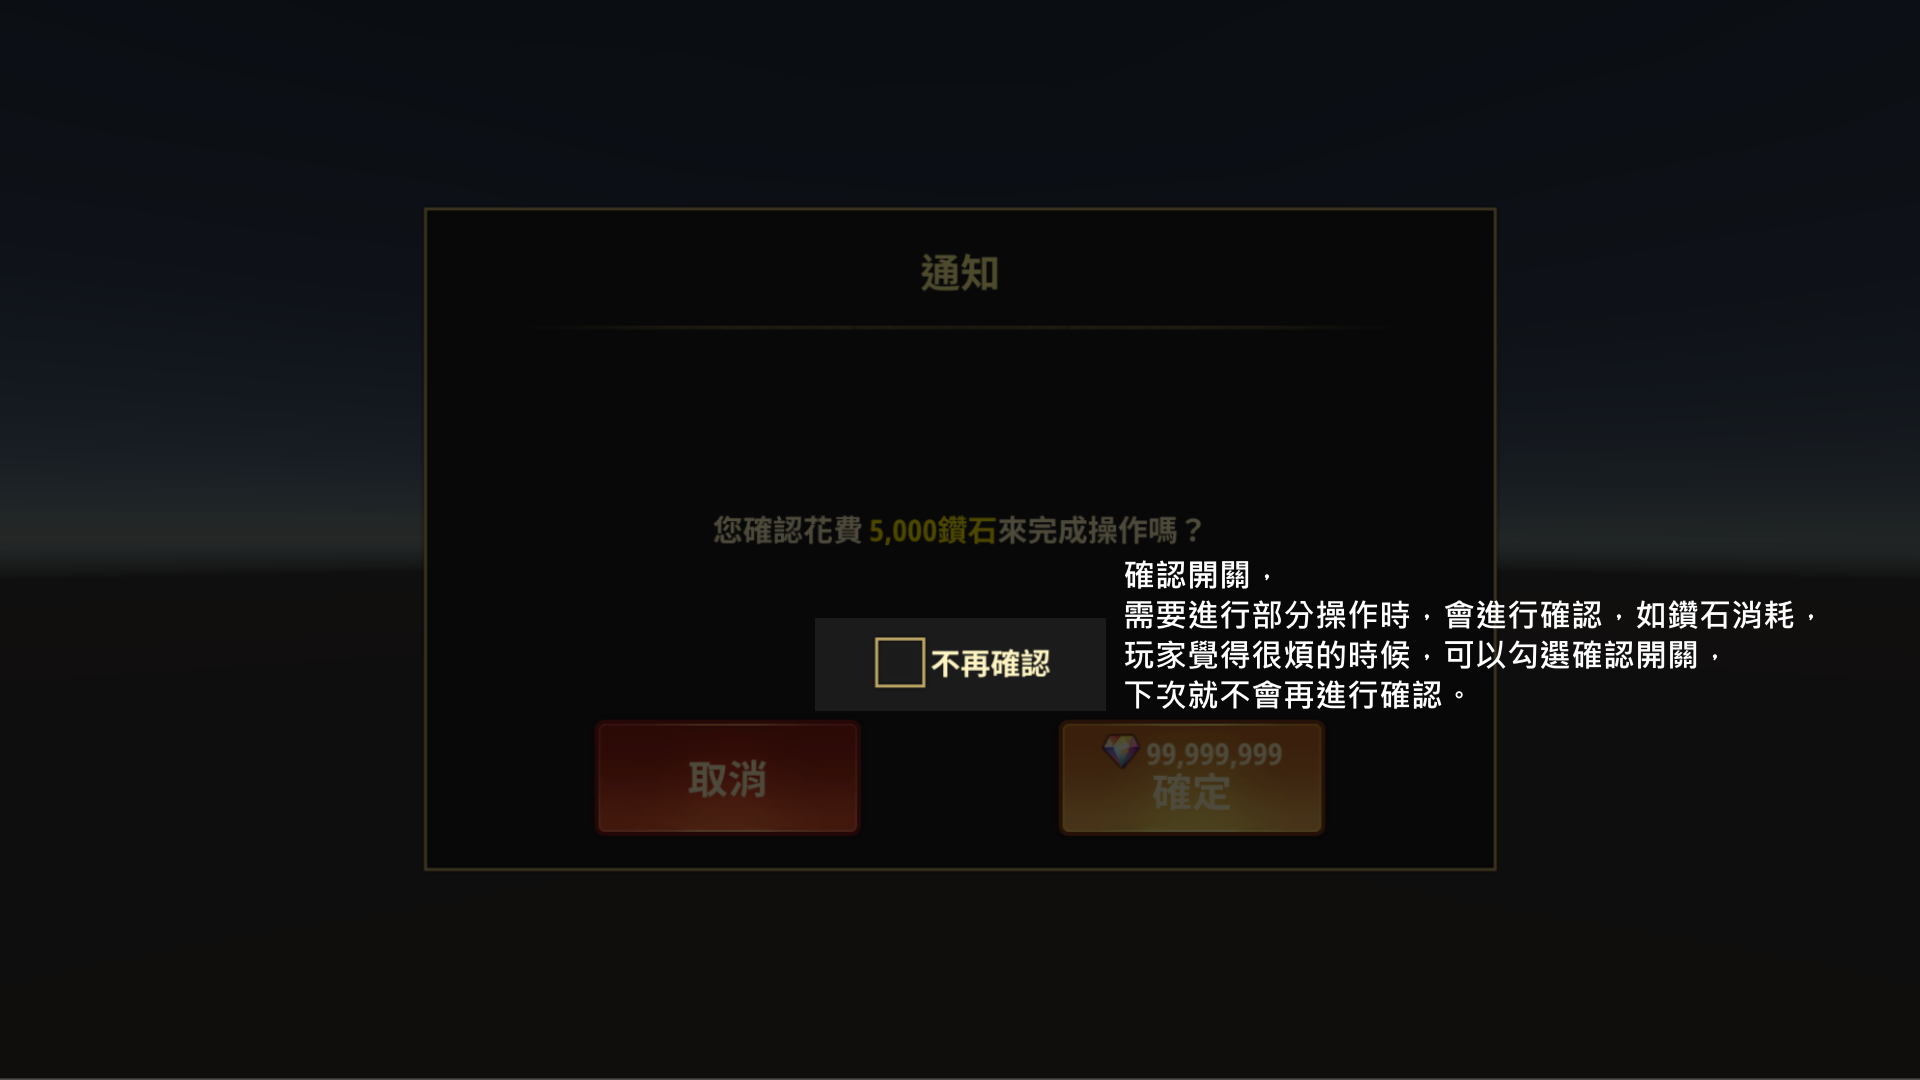 通知
您確認花費 5,000鑽石來完成操作嗎？
確認開關，
需要進行部分操作時，會進行確認，如鑽石消耗，
玩家覺得很煩的時候，可以勾選確認開關，
下次就不會再進行確認。
不再確認
取消
99,999,999
確定